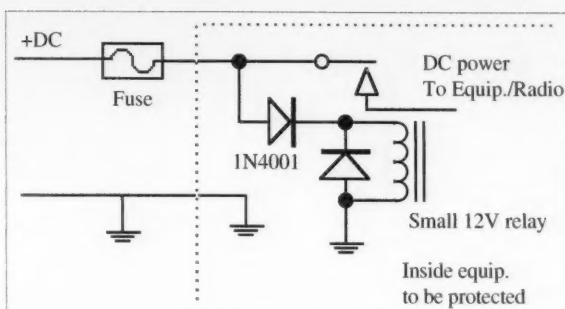 +DC
Fuse
DC power
To Equip./Radio
1N4001
Small 12V relay
Inside equip.
to be protected